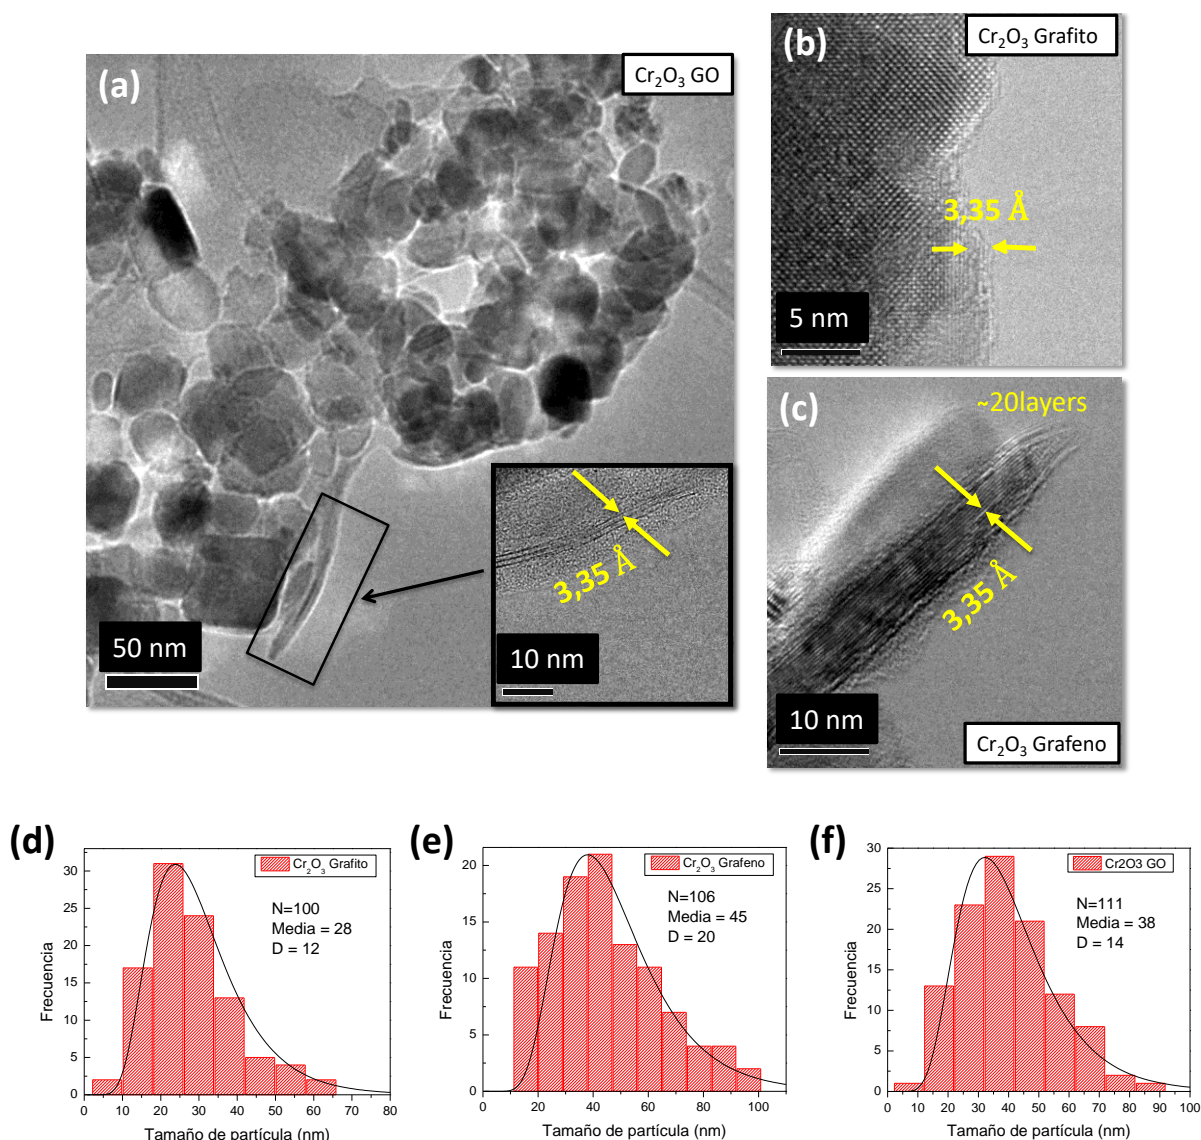 (a)
Cr₂O₃ GO
50 nm
3,35 Å
10 nm
(b)
Cr₂O₃ Grafito
3,35 Å
5 nm
(c)
~20layers
3,35 Å
10 nm
Cr₂O₃ Grafeno
(d)
Cr₂O₃ Grafito
N=100
Media = 28
D = 12
Frecuencia
30
25
20
15
10
5
0
0 10 20 30 40 50 60 70 80
Tamaño de partícula (nm)
(e)
Cr₂O₃ Grafeno
N=106
Media = 45
D = 20
Frecuencia
20
15
10
5
0
0 20 40 60 80 100
Tamaño de partícula (nm)
(f)
Cr2O3 GO
N=111
Media = 38
D = 14
Frecuencia
30
25
20
15
10
5
0
0 10 20 30 40 50 60 70 80 90 100
Tamaño de partícula (nm)